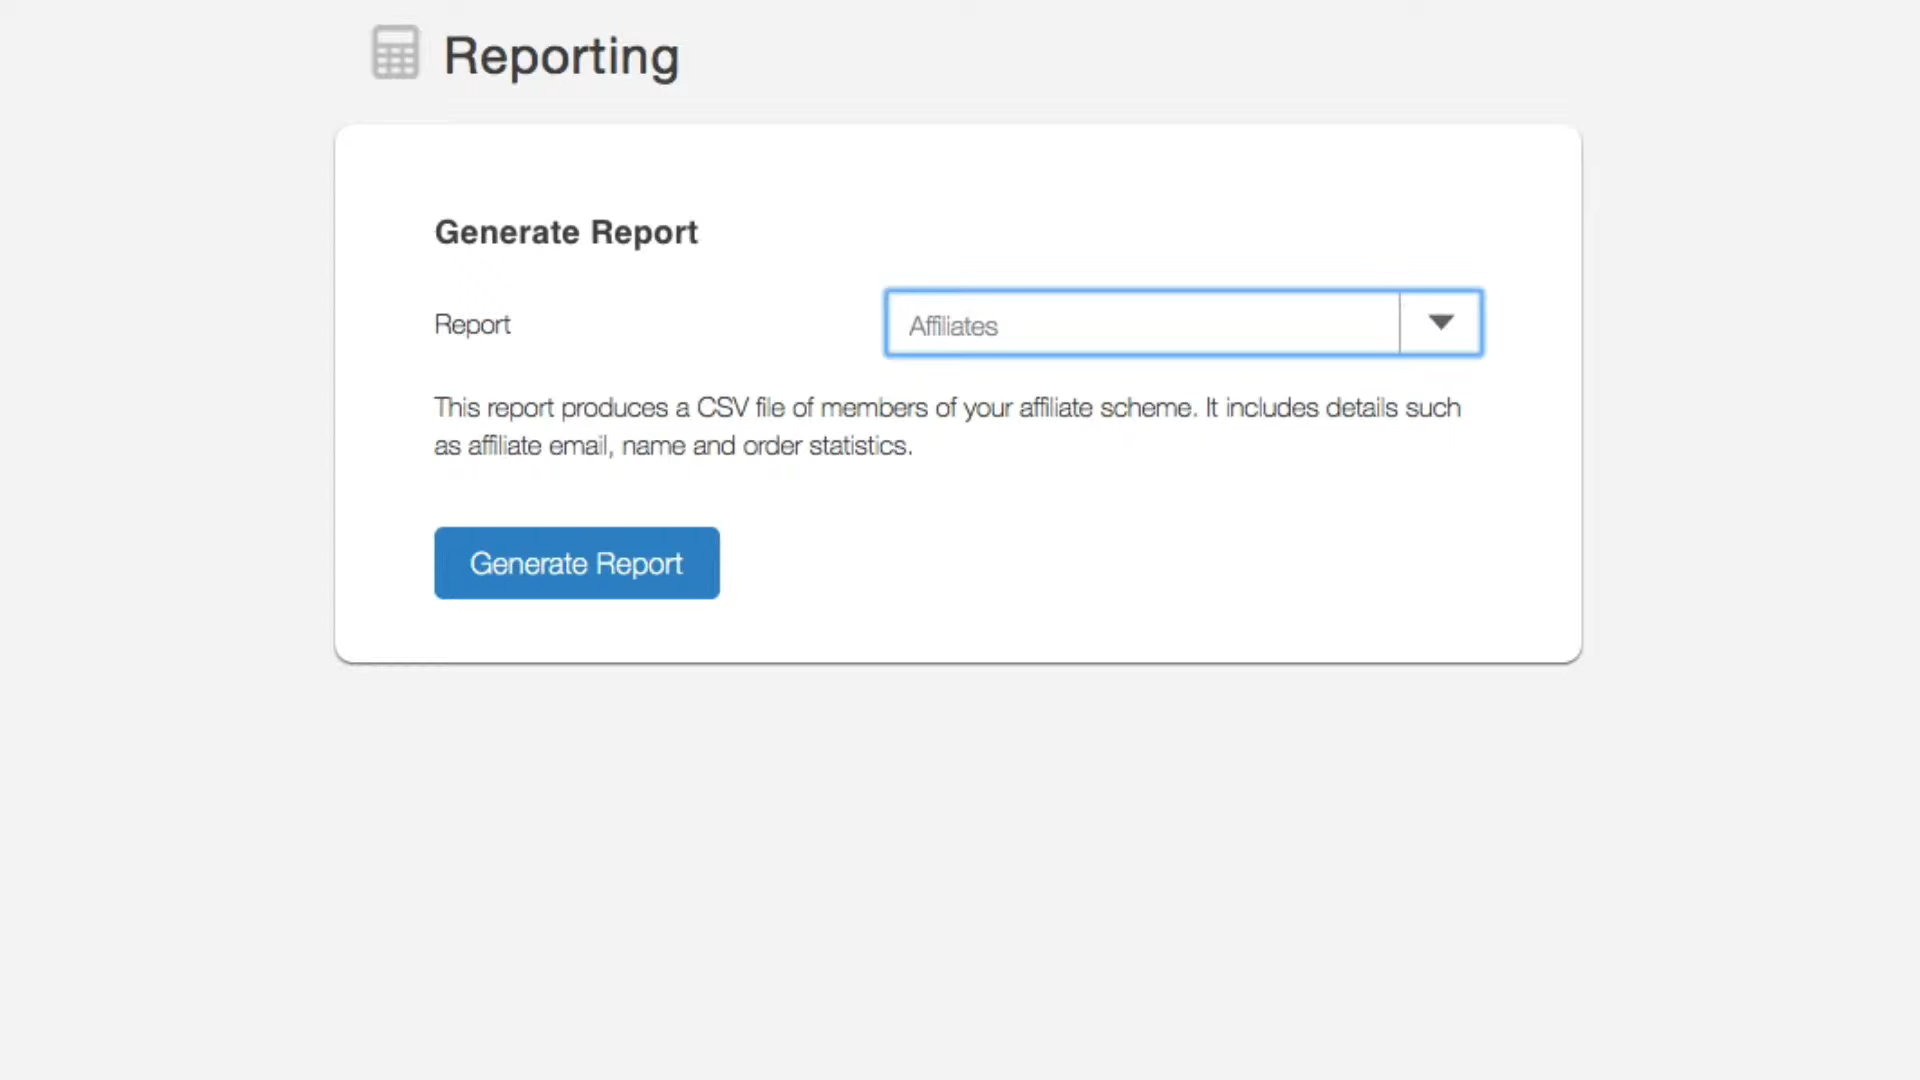 Reporting
Generate Report
Report
Affiliates
This report produces a CSV file of members of your affiliate scheme. It includes details such
as affiliate email, name and order statistics.
Generate Report